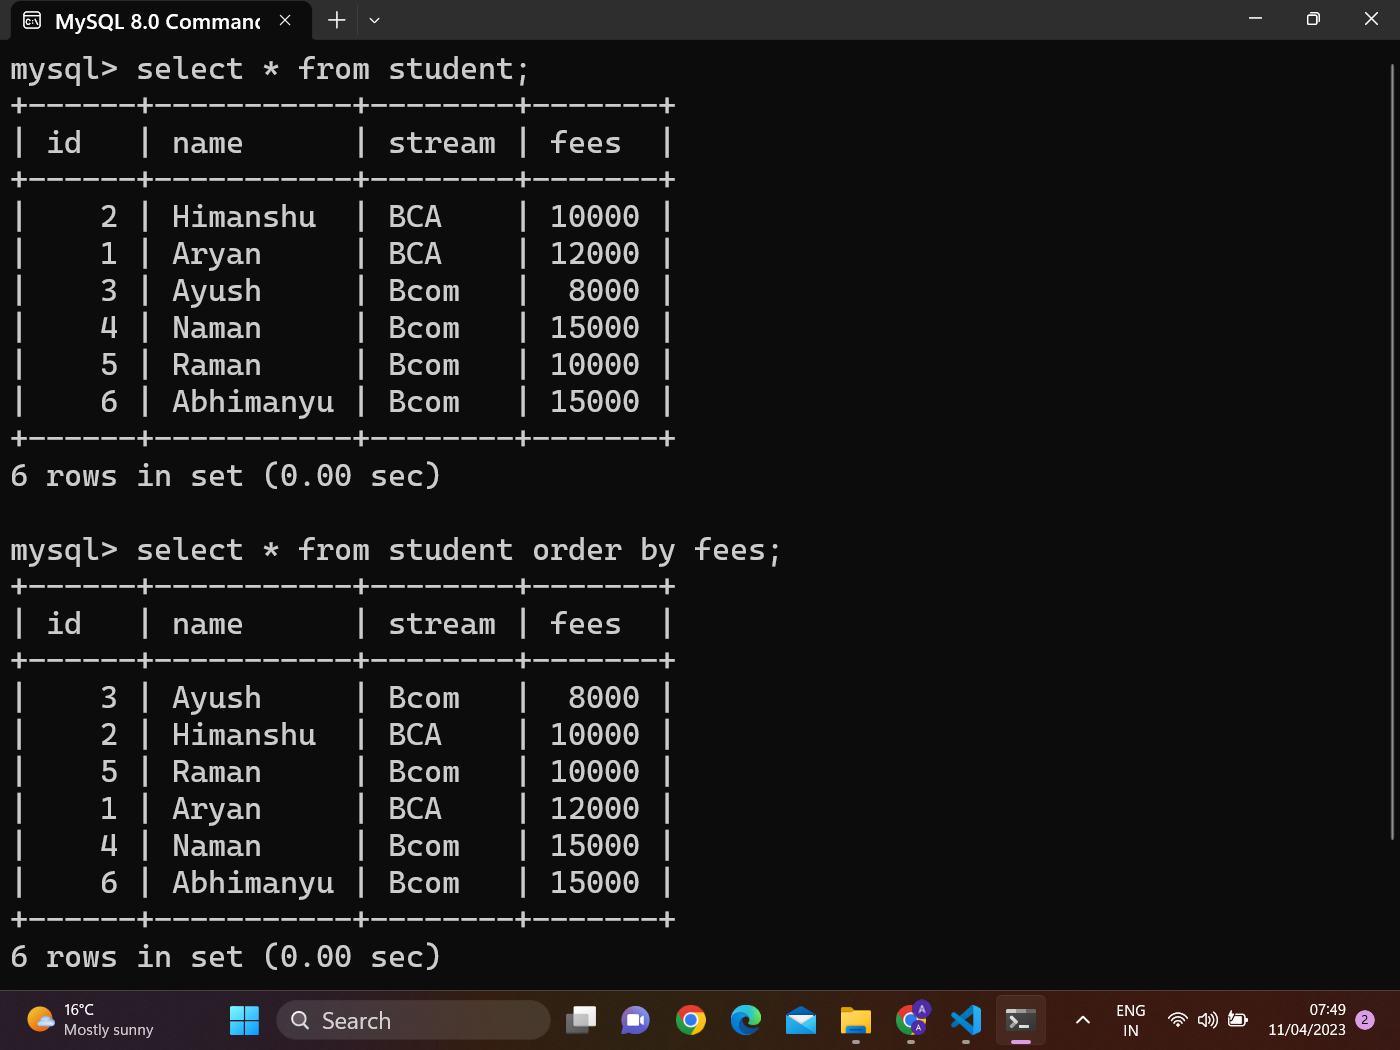 MySQL 8.0 Comman
mysql> select * from student;
+------+-----------+--------+-------+
| id   | name      | stream | fees  |
+------+-----------+--------+-------+
|    2 | Himanshu  | BCA    | 10000 |
|    1 | Aryan     | BCA    | 12000 |
|    3 | Ayush     | Bcom   |  8000 |
|    4 | Naman     | Bcom   | 15000 |
|    5 | Raman     | Bcom   | 10000 |
|    6 | Abhimanyu | Bcom   | 15000 |
+------+-----------+--------+-------+
6 rows in set (0.00 sec)
mysql> select * from student order by fees;
+------+-----------+--------+-------+
| id   | name      | stream | fees  |
+------+-----------+--------+-------+
|    3 | Ayush     | Bcom   |  8000 |
|    2 | Himanshu  | BCA    | 10000 |
|    5 | Raman     | Bcom   | 10000 |
|    1 | Aryan     | BCA    | 12000 |
|    4 | Naman     | Bcom   | 15000 |
|    6 | Abhimanyu | Bcom   | 15000 |
+------+-----------+--------+-------+
6 rows in set (0.00 sec)
16°C
Mostly sunny
Search
A
A
ENG
IN
07:49
11/04/2023
2